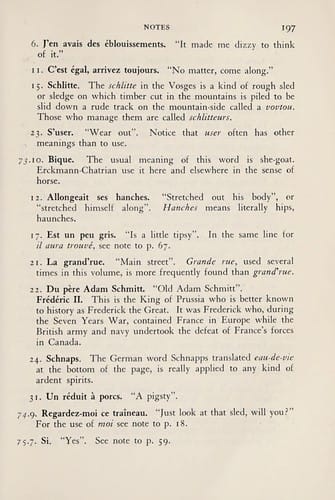 NOTES 197
6. J'en avais des éblouissements. "It made me dizzy to think
of it."
11. C'est égal, arrivez toujours. "No matter, come along."
15. Schlitte. The schlitte in the Vosges is a kind of rough sled
or sledge on which timber cut in the mountains is piled to be
slid down a rude track on the mountain-side called a vovtou.
Those who manage them are called schlitteurs.
23. S'user. "Wear out". Notice that user often has other
meanings than to use.
73.10. Bique. The usual meaning of this word is she-goat.
Erckmann-Chatrian use it here and elsewhere in the sense of
horse.
12. Allongeait ses hanches. "Stretched out his body", or
"stretched himself along". Hanches means literally hips,
haunches.
17. Est un peu gris. "Is a little tipsy". In the same line for
il aura trouvé, see note to p. 67.
21. La grand'rue. "Main street". Grande rue, used several
times in this volume, is more frequently found than grand'rue.
22. Du père Adam Schmitt. "Old Adam Schmitt".
Frédéric II. This is the King of Prussia who is better known
to history as Frederick the Great. It was Frederick who, during
the Seven Years War, contained France in Europe while the
British army and navy undertook the defeat of France's forces
in Canada.
24. Schnaps. The German word Schnapps translated eau-de-vie
at the bottom of the page, is really applied to any kind of
ardent spirits.
31. Un réduit à porcs. "A pigsty".
74.9. Regardez-moi ce traîneau. "Just look at that sled, will you?"
For the use of moi see note to p. 18.
75.7. Si. "Yes". See note to p. 59.